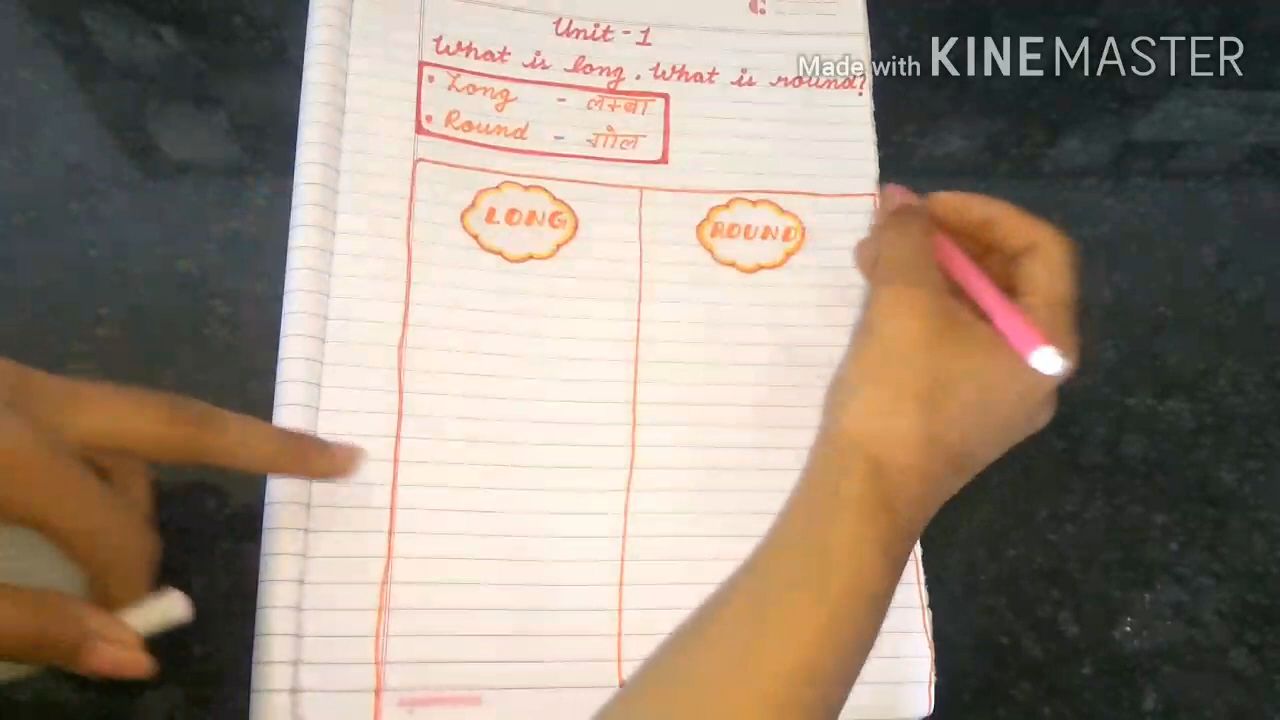 Unit - 1
What is long. What is round?
Made with KINEMASTER
• Long - लम्बा
• Round - गोल
LONG
ROUND